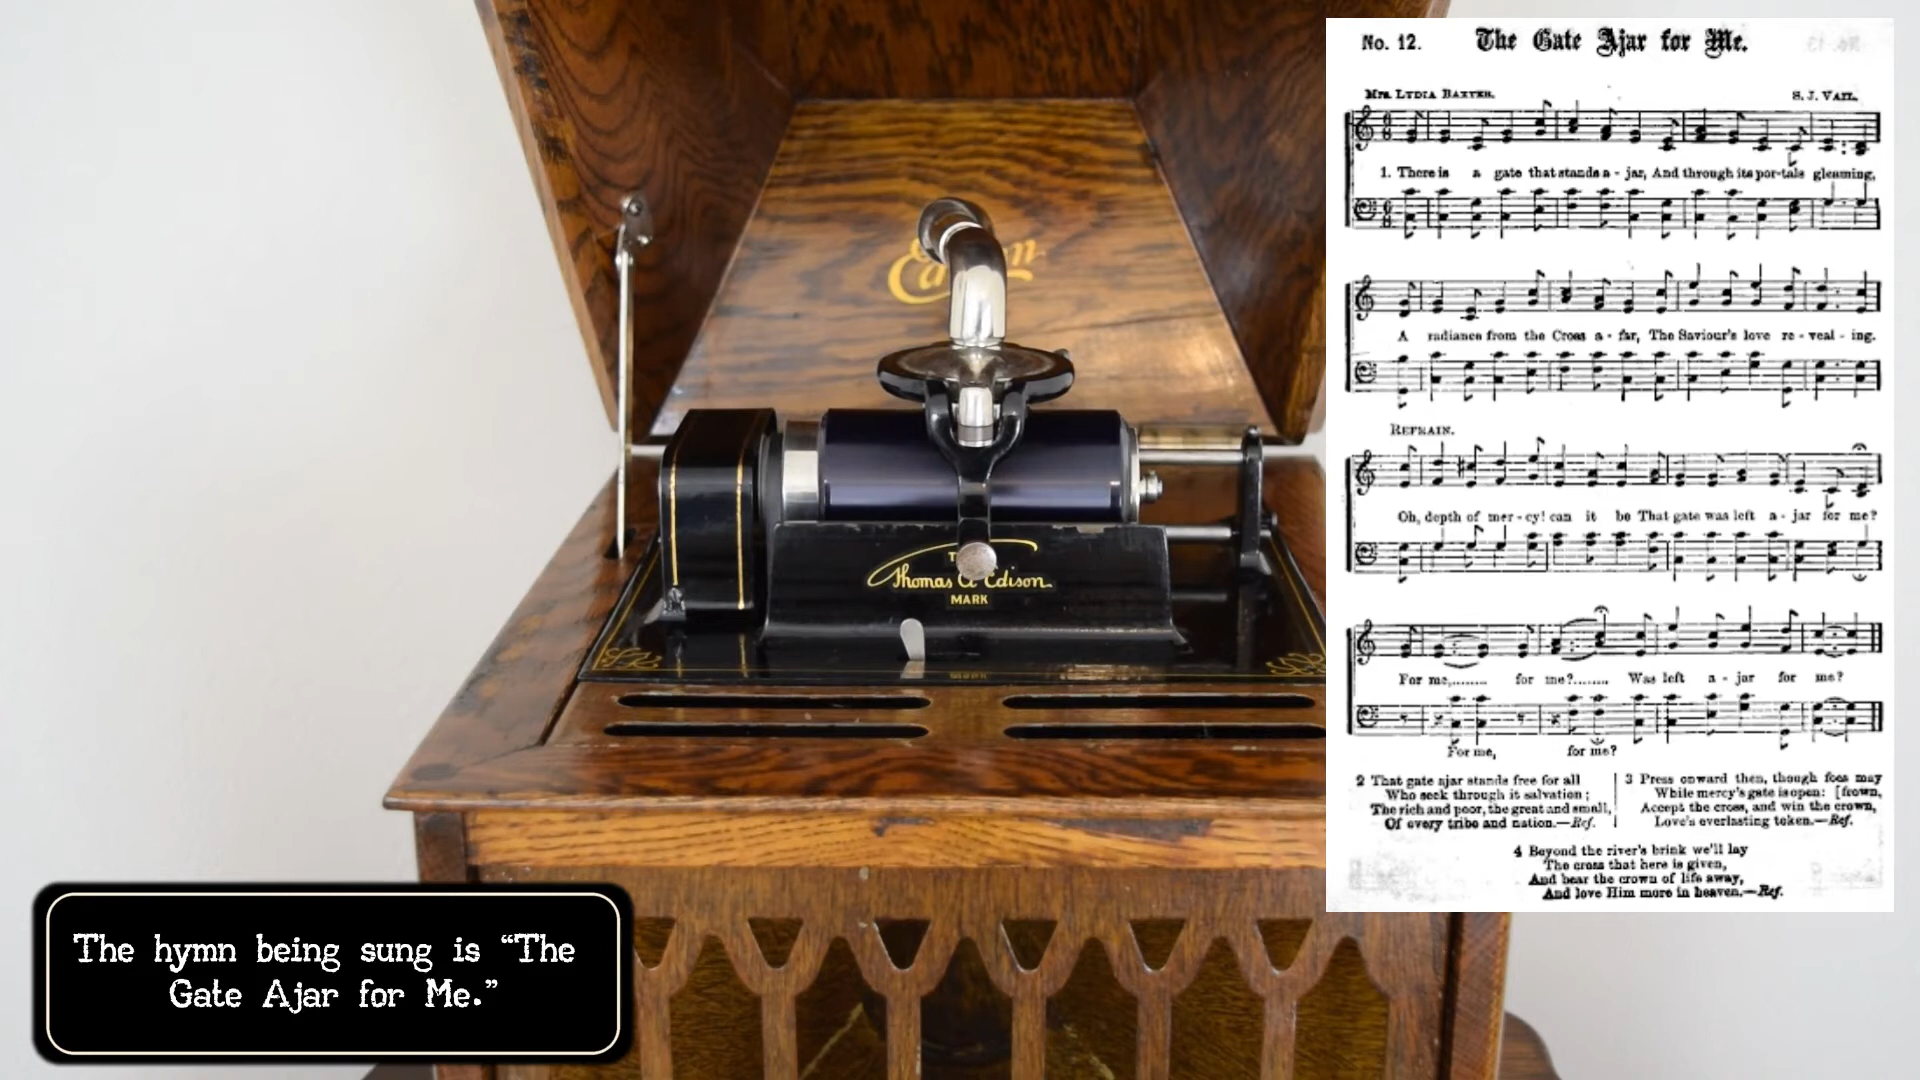 Edison
Thomas A Edison
MARK
The hymn being sung is “The
Gate Ajar for Me.”
No. 12. The Gate Ajar for Me.
Mrs. LYDIA BAXTER. S. J. VAIL.
1. There is a gate that stands a - jar, And through its por-tals gleaming,
A radiance from the Cross a - far, The Saviour's love re - veal - ing.
REFRAIN.
Oh, depth of mer - cy! can it be That gate was left a - jar for me?
For me,........ for me?........ Was left a - jar for me?
For me, for me?
2 That gate ajar stands free for all
Who seek through it salvation;
The rich and poor, the great and small,
Of every tribe and nation.—Ref.
3 Press onward then, though foes may
While mercy's gate is open: [frown,
Accept the cross, and win the crown,
Love's everlasting token.—Ref.
4 Beyond the river's brink we'll lay
The cross that here is given,
And bear the crown of life away,
And love Him more in heaven.—Ref.